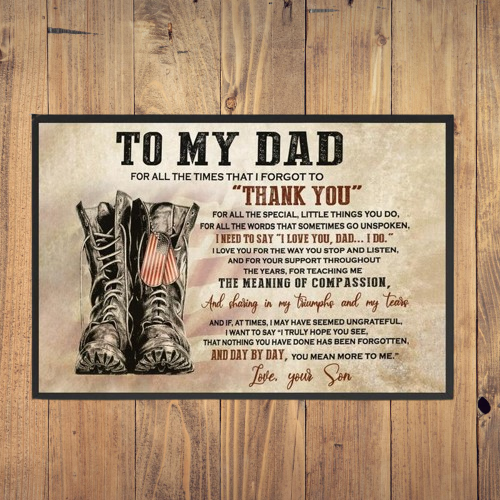 TO MY DAD
FOR ALL THE TIMES THAT I FORGOT TO
"THANK YOU"
FOR ALL THE SPECIAL, LITTLE THINGS YOU DO,
FOR ALL THE WORDS THAT SOMETIMES GO UNSPOKEN,
I NEED TO SAY "I LOVE YOU, DAD... I DO."
I LOVE YOU FOR THE WAY YOU STOP AND LISTEN,
AND FOR YOUR SUPPORT THROUGHOUT
THE YEARS, FOR TEACHING ME
THE MEANING OF COMPASSION,
And sharing in my triumphs and my tears.
AND IF, AT TIMES, I MAY HAVE SEEMED UNGRATEFUL,
I WANT TO SAY "I TRULY HOPE YOU SEE,
THAT NOTHING YOU HAVE DONE HAS BEEN FORGOTTEN,
AND DAY BY DAY, YOU MEAN MORE TO ME."
Love, your Son